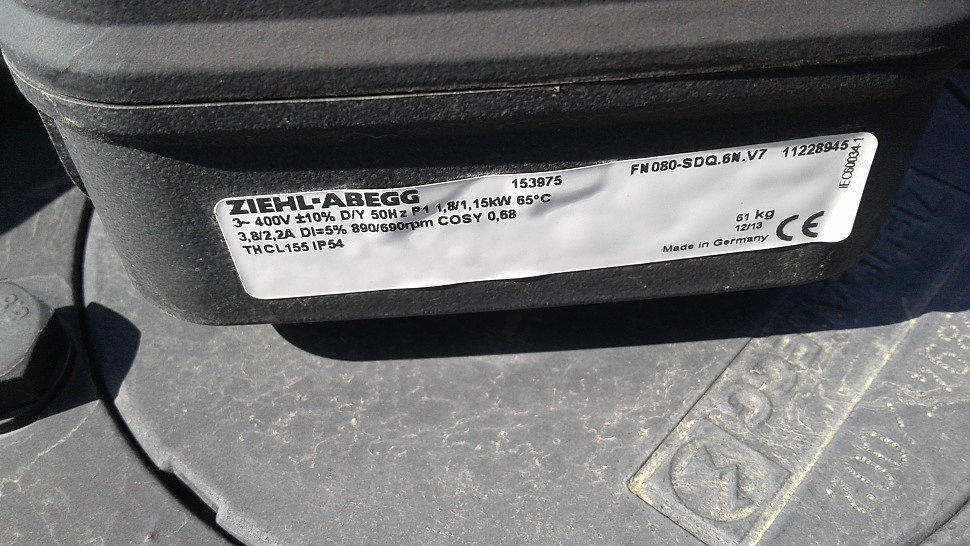 ZIEHL-ABEGG 153975 FN080-SDQ.6N.V7 11228945
3~ 400V ±10% D/Y 50Hz P1 1,8/1,15kW 65°C
3,8/2,2A DI=5% 890/690rpm COSY 0,68
THCL155 IP54
61 kg
12/13
Made in Germany CE
IEC60034-1